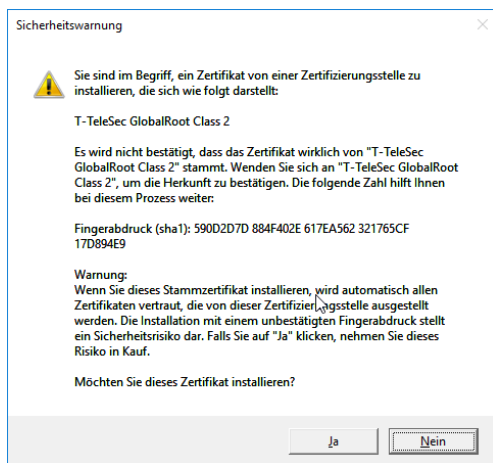 Sicherheitswarnung
Sie sind im Begriff, ein Zertifikat von einer Zertifizierungsstelle zu
installieren, die sich wie folgt darstellt:
T-TeleSec GlobalRoot Class 2
Es wird nicht bestätigt, dass das Zertifikat wirklich von "T-TeleSec
GlobalRoot Class 2" stammt. Wenden Sie sich an "T-TeleSec GlobalRoot
Class 2", um die Herkunft zu bestätigen. Die folgende Zahl hilft Ihnen
bei diesem Prozess weiter:
Fingerabdruck (sha1): 590D2D7D 884F402E 617EA562 321765CF
17D894E9
Warnung:
Wenn Sie dieses Stammzertifikat installieren, wird automatisch allen
Zertifikaten vertraut, die von dieser Zertifizierungsstelle ausgestellt
werden. Die Installation mit einem unbestätigten Fingerabdruck stellt
ein Sicherheitsrisiko dar. Falls Sie auf "Ja" klicken, nehmen Sie dieses
Risiko in Kauf.
Möchten Sie dieses Zertifikat installieren?
Ja
Nein